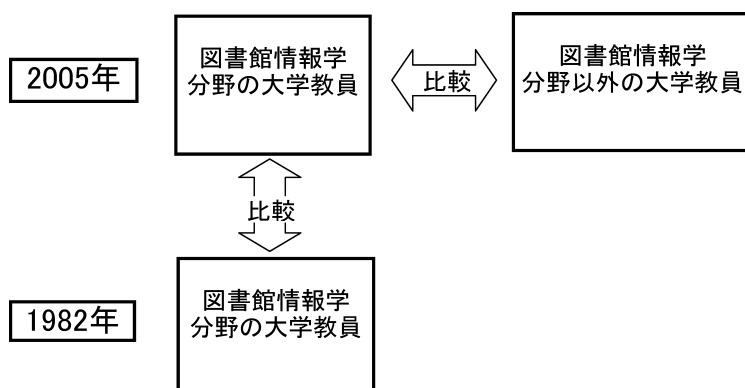 2005年
図書館情報学
分野の大学教員
比較
図書館情報学
分野以外の大学教員
比較
1982年
図書館情報学
分野の大学教員